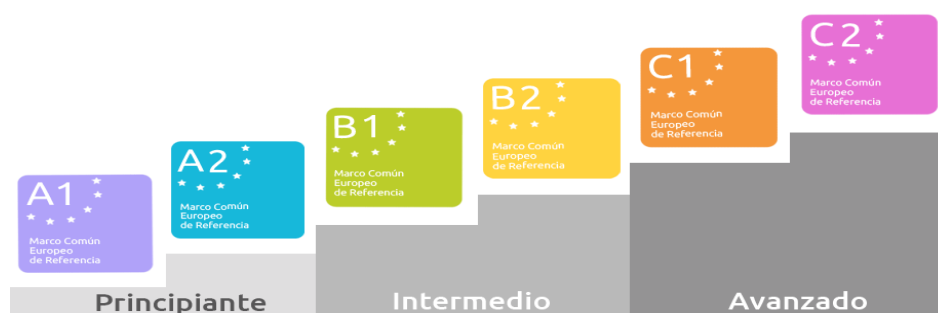 A1
Marco Común
Europeo
de Referencia
A2
Marco Común
Europeo
de Referencia
B1
Marco Común
Europeo
de Referencia
B2
Marco Común
Europeo
de Referencia
C1
Marco Común
Europeo
de Referencia
C2
Marco Común
Europeo
de Referencia
Principiante
Intermedio
Avanzado